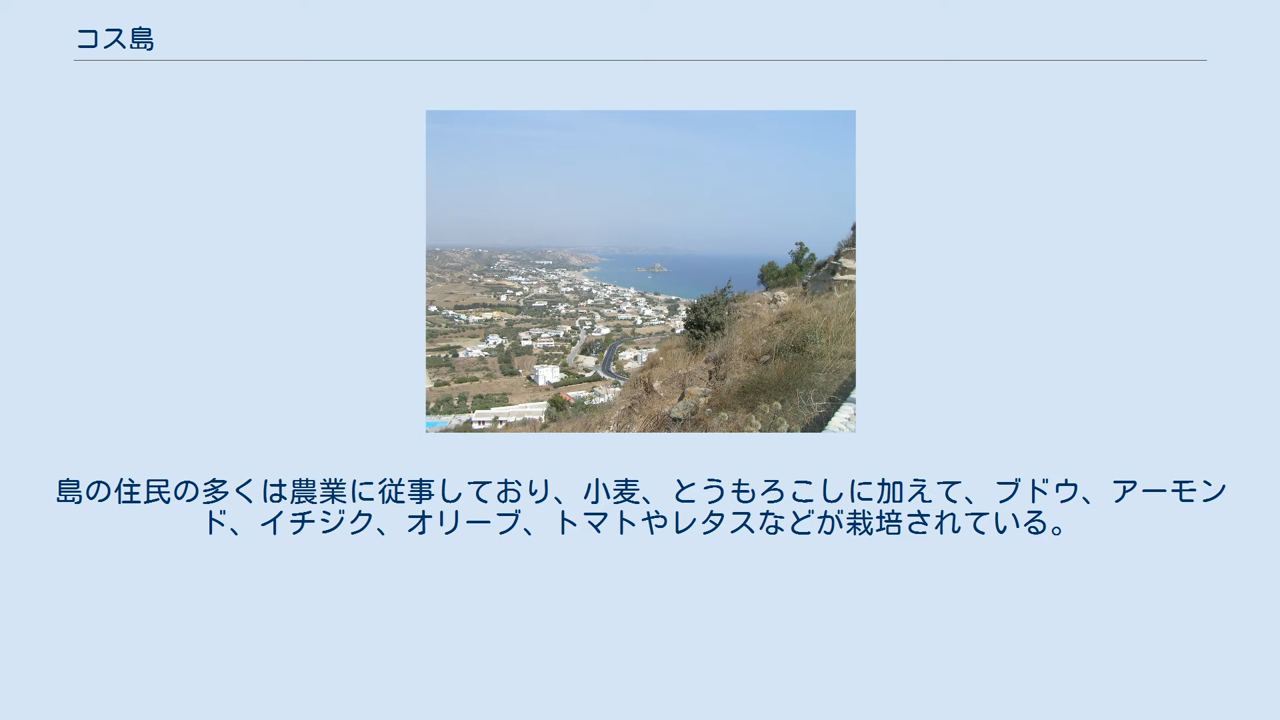 コス島
島の住民の多くは農業に従事しており、小麦、とうもろこしに加えて、ブドウ、アーモン
ド、イチジク、オリーブ、トマトやレタスなどが栽培されている。